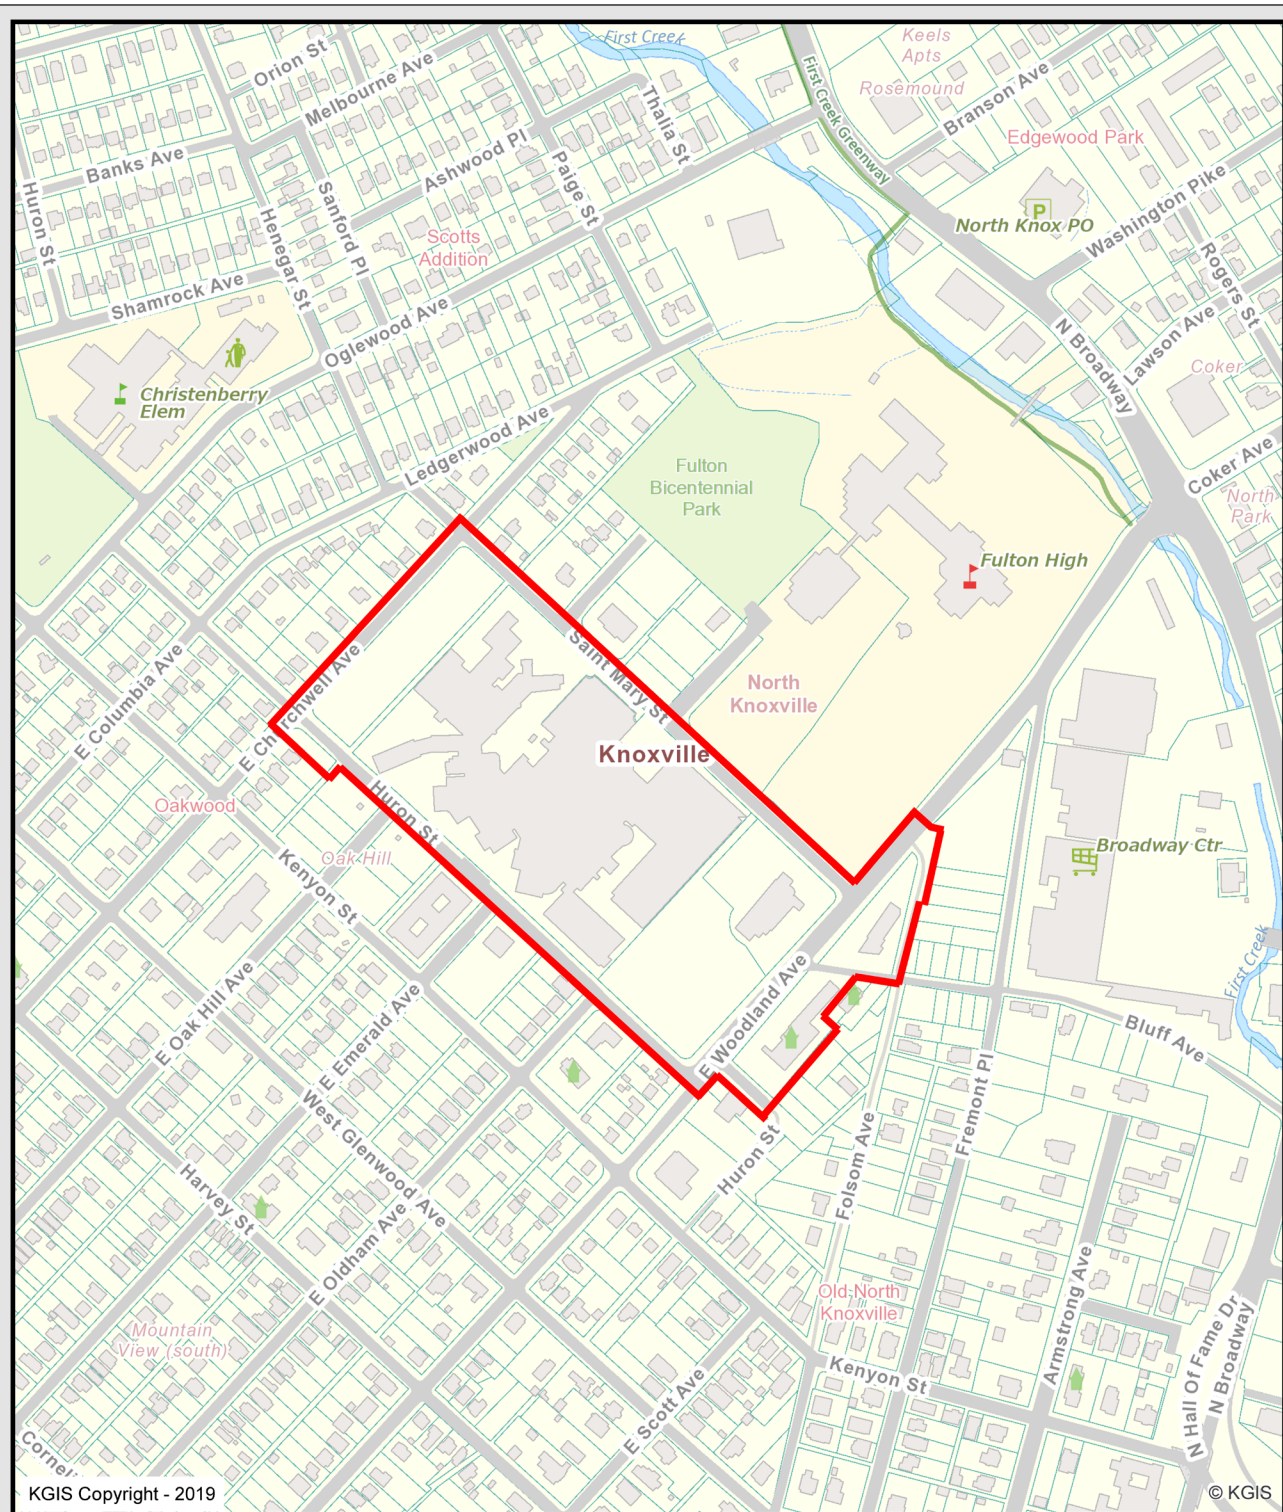 First Creek
Keels
Apts
Orion St
Melbourne Ave
First Creek Greenway
Rosemound
Branson Ave
Thalia St
Edgewood Park
Banks Ave
Ashwood Pl
Paige St
Huron St
Sanford Pl
Henegar St
Washington Pike
P
North Knox PO
Scotts
Addition
Rogers St
Shamrock Ave
Oglewood Ave
N Broadway
Lawson Ave
Coker
Christenberry
Elem
Ledgerwood Ave
Fulton
Bicentennial
Park
Coker Ave
North
Park
Fulton High
Saint Mary St
E Columbia Ave
E Churchwell Ave
North
Knoxville
Knoxville
Oakwood
Huron St
Oak Hill
Broadway Ctr
Kenyon St
First Creek
E Woodland Ave
E Oak Hill Ave
E Emerald Ave
Bluff Ave
West Glenwood Ave
Fremont Pl
Huron St
Folsom Ave
Harvey St
E Oldham Ave
Old North
Knoxville
Armstrong Ave
Mountain
View (south)
N Hall Of Fame Dr
N Broadway
Kenyon St
E Scott Ave
KGIS Copyright - 2019
© KGIS